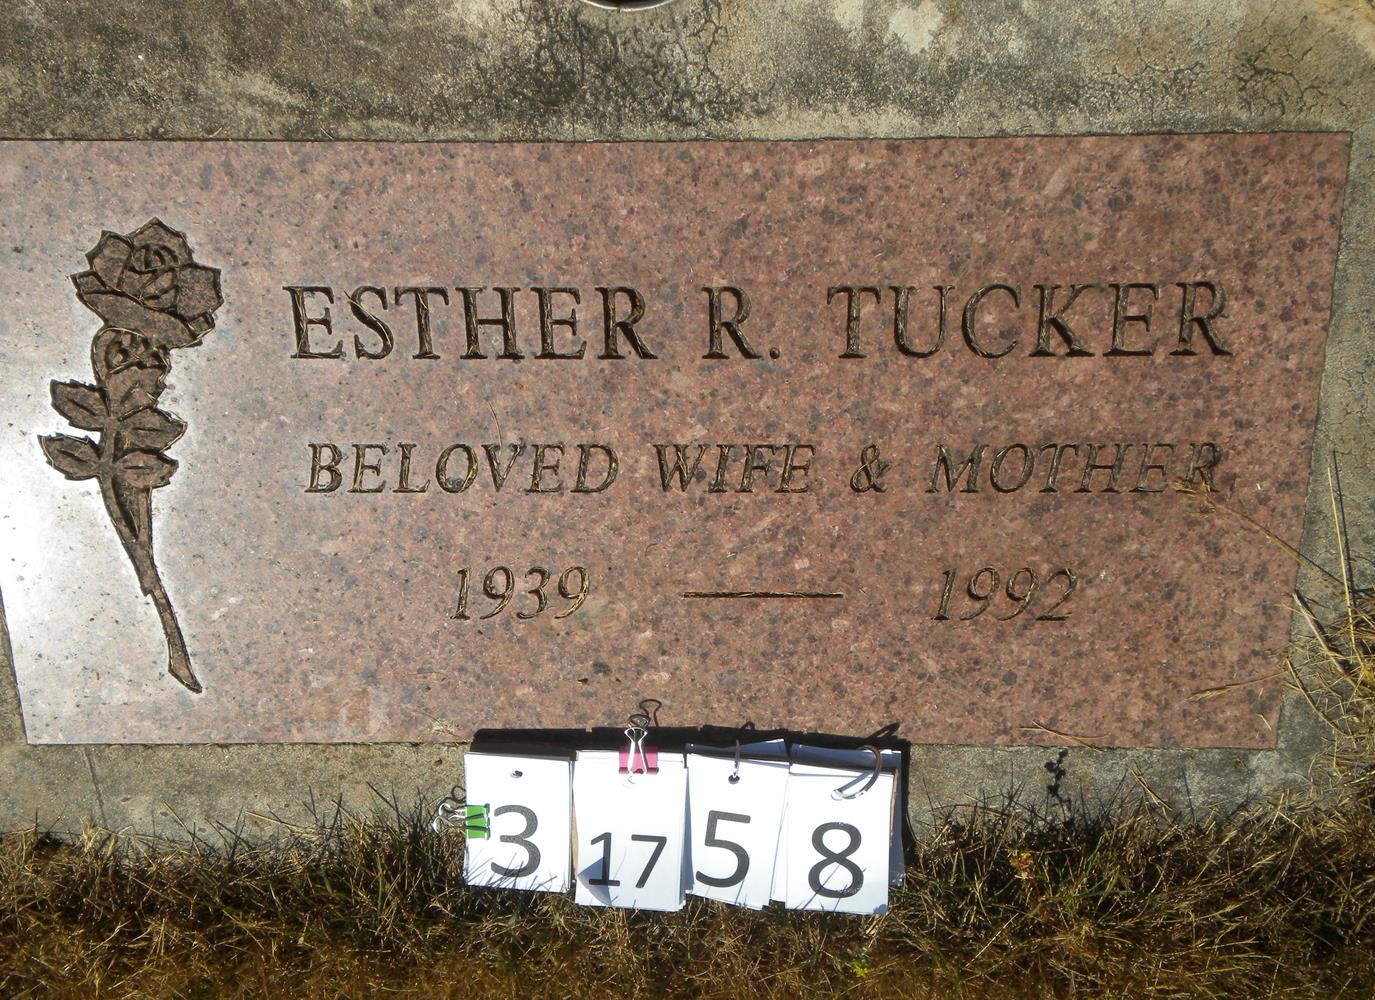 ESTHER R. TUCKER
BELOVED WIFE & MOTHER
1939 — 1992
3 17 5 8